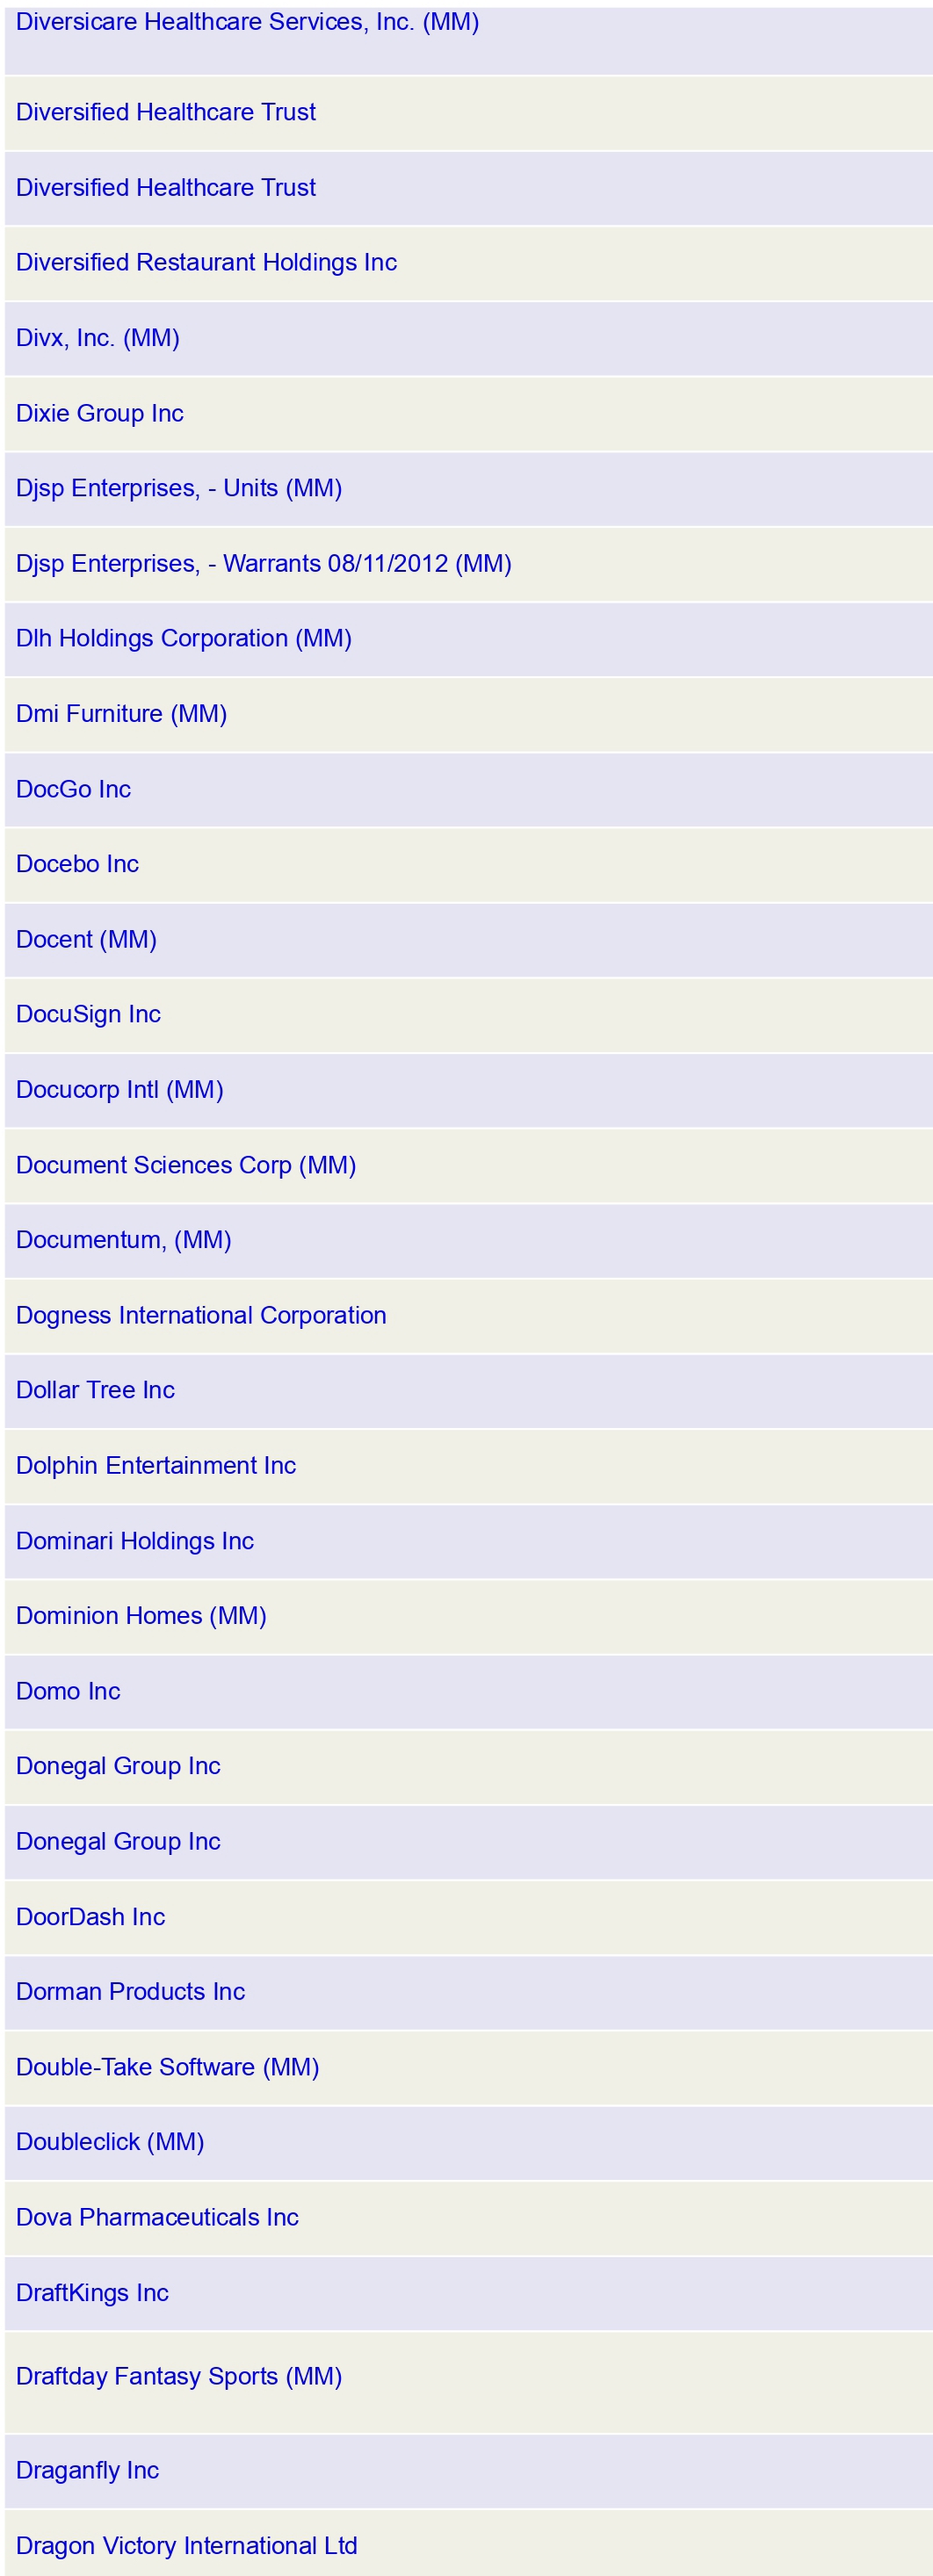 Diversicare Healthcare Services, Inc. (MM)
Diversified Healthcare Trust
Diversified Healthcare Trust
Diversified Restaurant Holdings Inc
Divx, Inc. (MM)
Dixie Group Inc
Djsp Enterprises, - Units (MM)
Djsp Enterprises, - Warrants 08/11/2012 (MM)
Dlh Holdings Corporation (MM)
Dmi Furniture (MM)
DocGo Inc
Docebo Inc
Docent (MM)
DocuSign Inc
Docucorp Intl (MM)
Document Sciences Corp (MM)
Documentum, (MM)
Dogness International Corporation
Dollar Tree Inc
Dolphin Entertainment Inc
Dominari Holdings Inc
Dominion Homes (MM)
Domo Inc
Donegal Group Inc
Donegal Group Inc
DoorDash Inc
Dorman Products Inc
Double-Take Software (MM)
Doubleclick (MM)
Dova Pharmaceuticals Inc
DraftKings Inc
Draftday Fantasy Sports (MM)
Draganfly Inc
Dragon Victory International Ltd